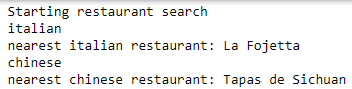 Starting restaurant search
italian
nearest italian restaurant: La Fojetta
chinese
nearest chinese restaurant: Tapas de Sichuan